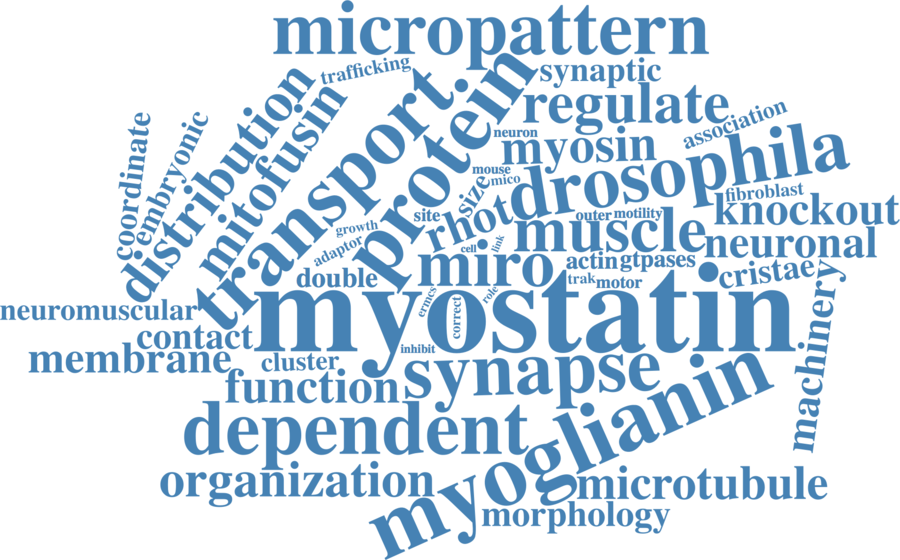 micropattern
trafficking
synaptic
protein
transport
regulate
association
neuron
distribution
mitofusin
coordinate
embryonic
myosin
drosophila
mouse
mico
size
fibroblast
knockout
site
rhot
outer
motility
muscle
growth
adaptor
neuronal
cell
link
miro
actin
gtpases
cristae
double
trak
motor
machinery
myostatin
ermcs
role
correct
neuromuscular
contact
membrane
inhibit
cluster
synapse
function
myoglianin
dependent
organization
microtubule
morphology